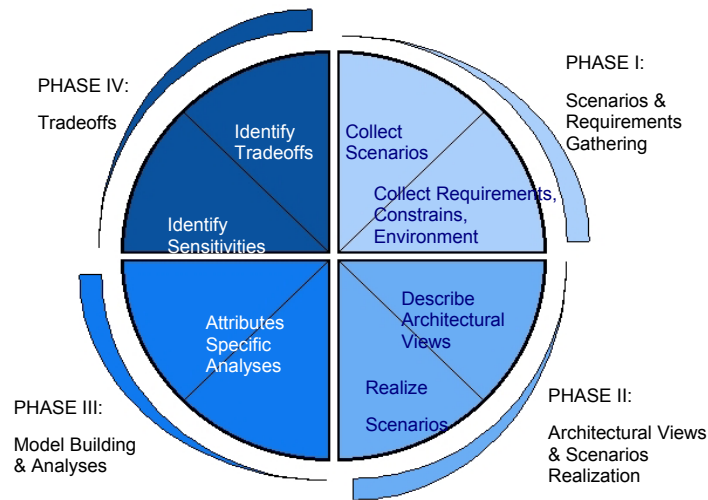 PHASE I:
Scenarios &
Requirements
Gathering
Collect
Scenarios
Collect Requirements,
Constrains,
Environment
PHASE II:
Architectural Views
& Scenarios
Realization
Describe
Architectural
Views
Realize
Scenarios
PHASE III:
Model Building
& Analyses
Attributes
Specific
Analyses
PHASE IV:
Tradeoffs
Identify
Sensitivities
Identify
Tradeoffs